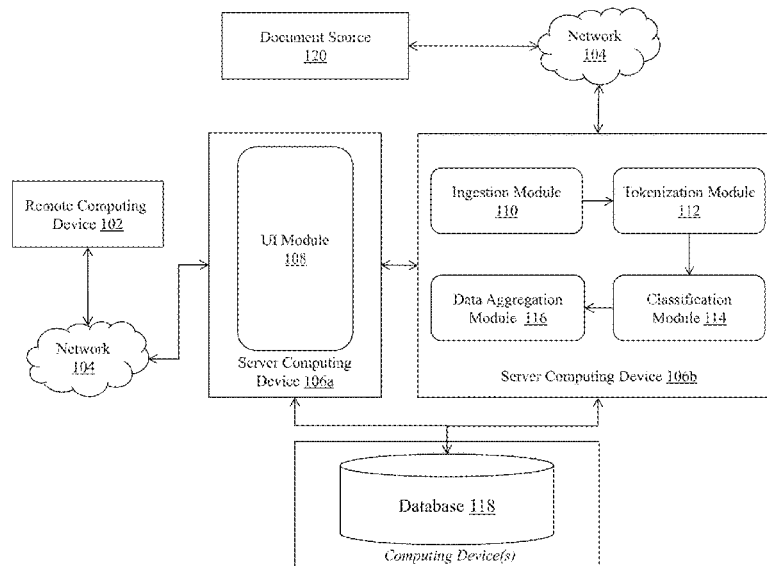 Document Source
120
Network
104
Remote Computing
Device 102
Network
104
UI Module
108
Server Computing
Device 106a
Ingestion Module
110
Tokenization Module
112
Data Aggregation
Module 116
Classification
Module 114
Server Computing Device 106b
Database 118
Computing Device(s)